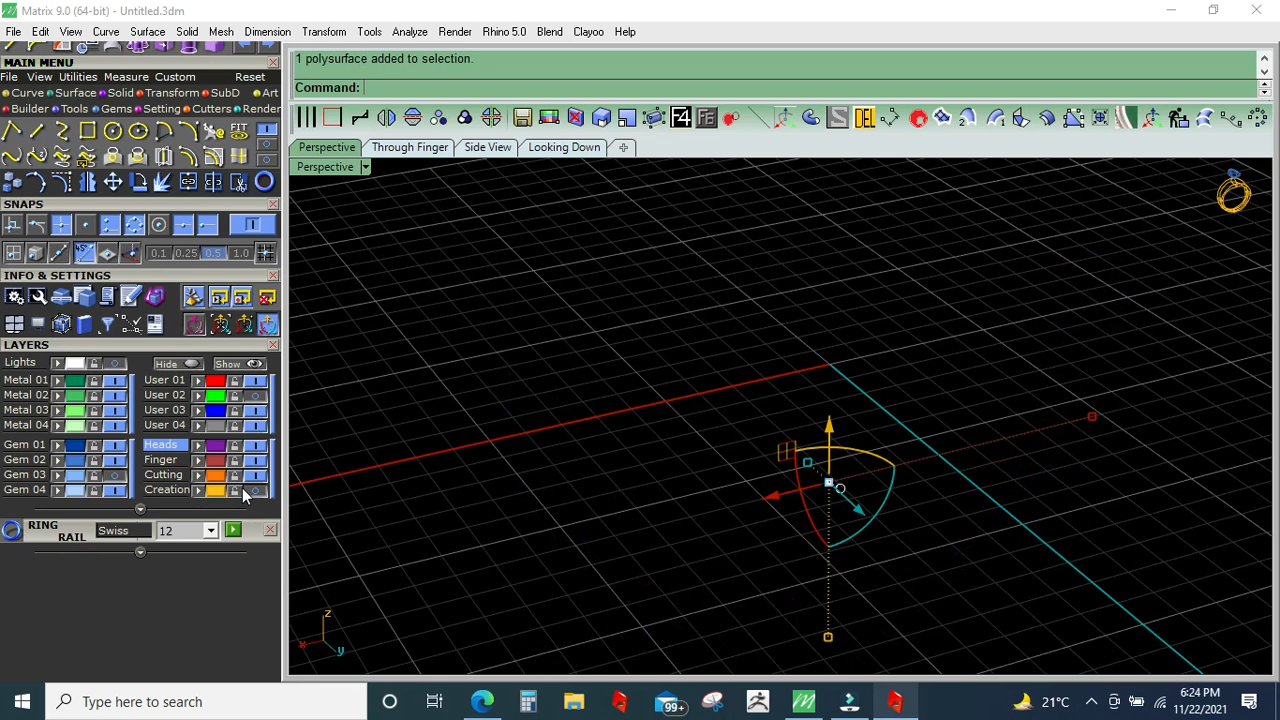 Matrix 9.0 (64-bit) - Untitled.3dm
File Edit View Curve Surface Solid Mesh Dimension Transform Tools Analyze Render Rhino 5.0 Blend Clayoo Help
1 polysurface added to selection.
Command:
MAIN MENU
File View Utilities Measure Custom Reset
Curve Surface Solid Transform SubD Art
Builder Tools Gems Setting Cutters Render
FIT
F4
DEL
Perspective Through Finger Side View Looking Down
Perspective
SNAPS
0.1 0.25 0.5 1.0
INFO & SETTINGS
LAYERS
Lights Hide Show
Metal 01 User 01
Metal 02 User 02
Metal 03 User 03
Metal 04 User 04
Gem 01 Heads
Gem 02 Finger
Gem 03 Cutting
Gem 04 Creation
RING RAIL Swiss 12
z
x
y
Type here to search
99+
21°C
6:24 PM
11/22/2021